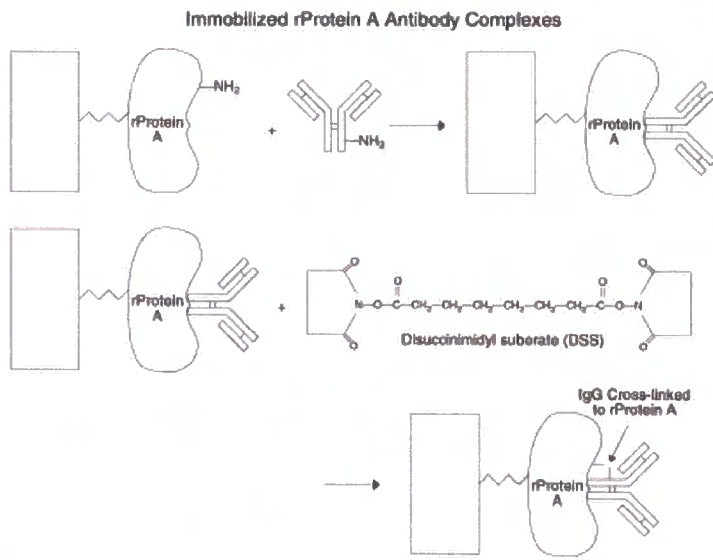 Immobilized rProtein A Antibody Complexes
NH₂
rProtein
A
+
NH₂
rProtein
A
rProtein
A
+
O
O
N—O—C—CH₂—CH₂—CH₂—CH₂—CH₂—CH₂—C—O—N
O
O
O
O
Disuccinimidyl suberate (DSS)
IgG Cross-linked
to rProtein A
rProtein
A